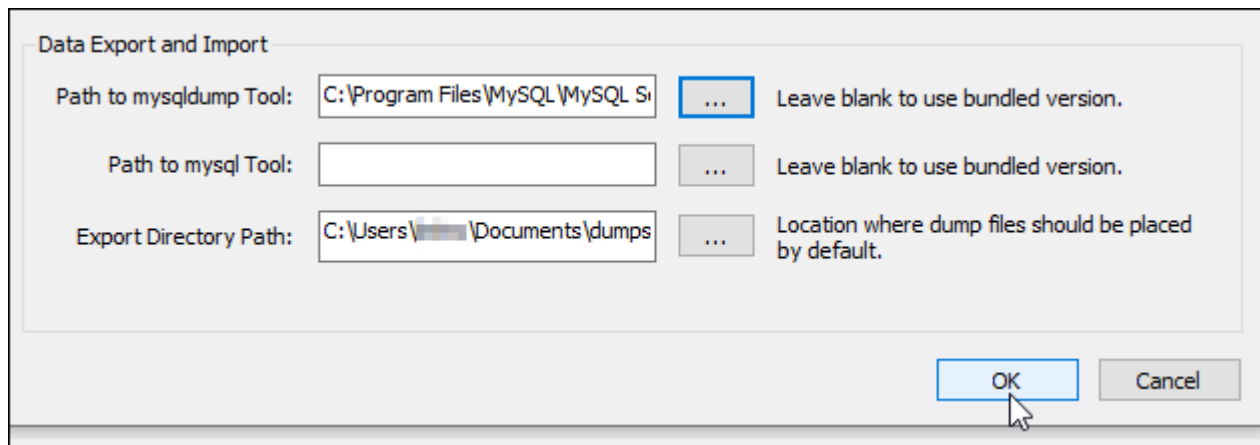 Data Export and Import
Path to mysqldump Tool: C:\Program Files\MySQL\MySQL Se ... Leave blank to use bundled version.
Path to mysql Tool: ... Leave blank to use bundled version.
Export Directory Path: C:\Users\ \Documents\dumps ... Location where dump files should be placed
by default.
OK Cancel